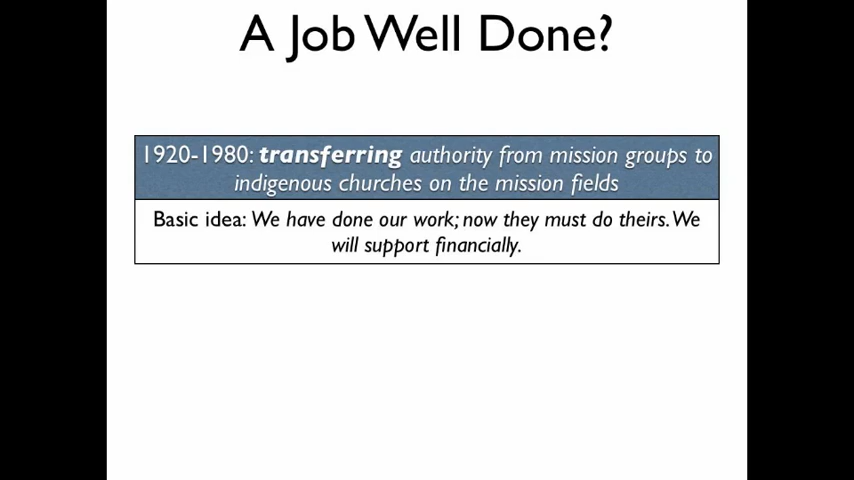 A Job Well Done?
1920-1980: transferring authority from mission groups to
indigenous churches on the mission fields
Basic idea: We have done our work; now they must do theirs. We
will support financially.